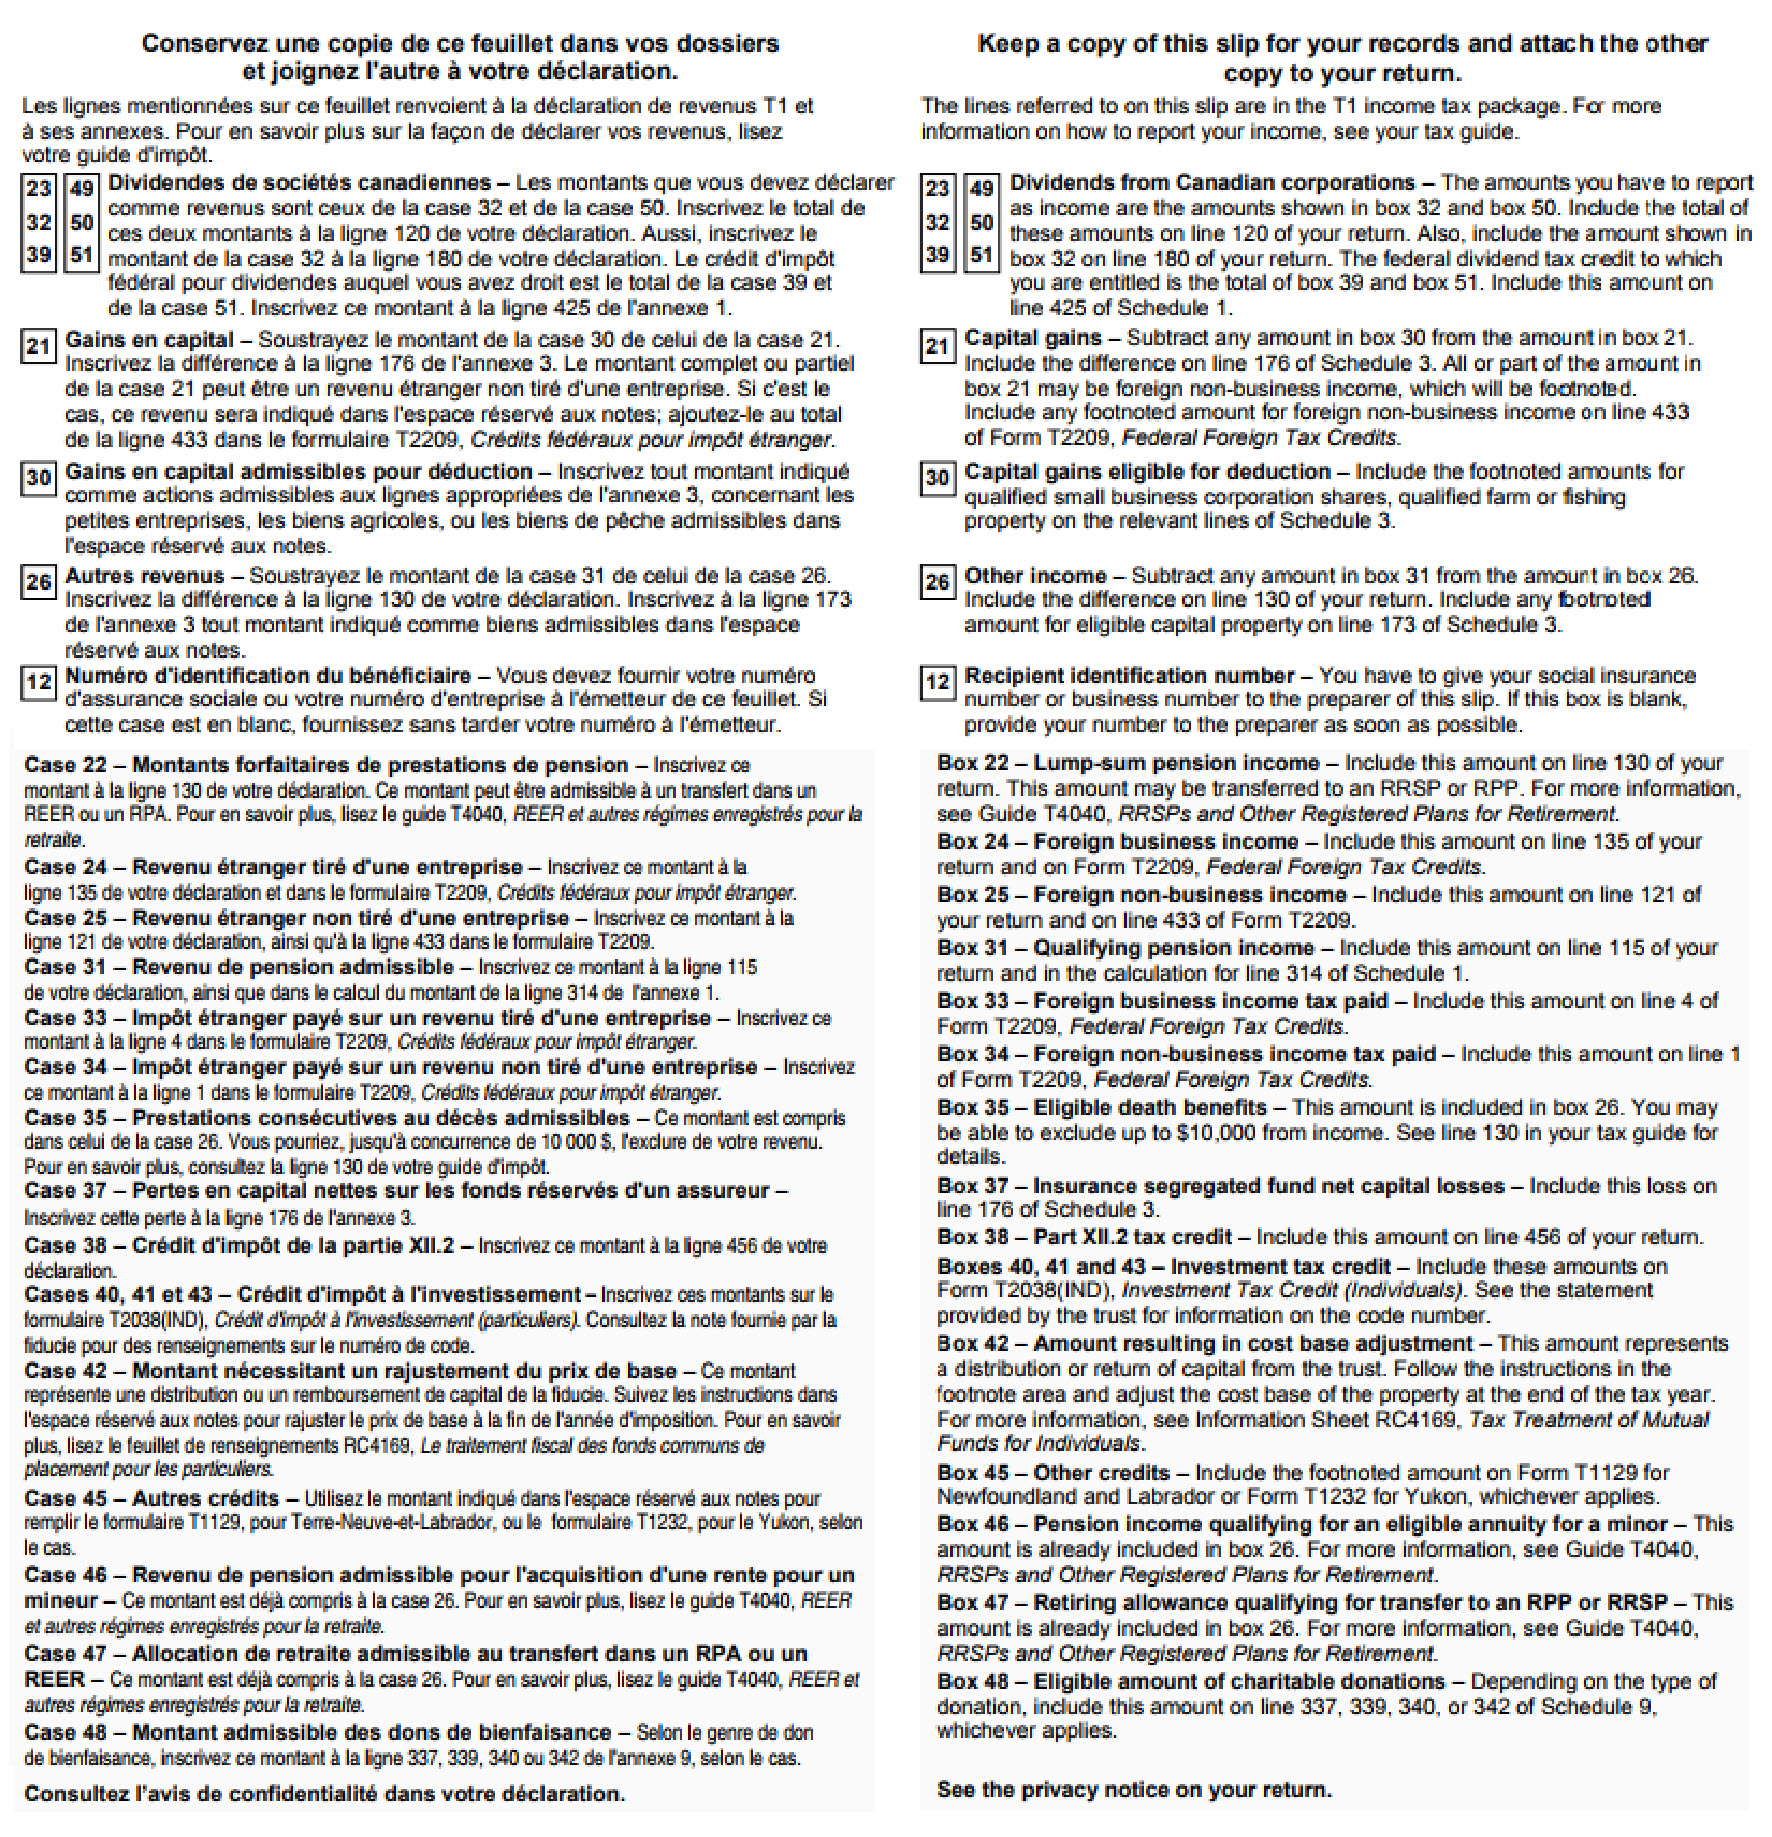 Conservez une copie de ce feuillet dans vos dossiers
et joignez l'autre à votre déclaration.
Les lignes mentionnées sur ce feuillet renvoient à la déclaration de revenus T1 et
à ses annexes. Pour en savoir plus sur la façon de déclarer vos revenus, lisez
votre guide d'impôt.
23 49 Dividendes de sociétés canadiennes – Les montants que vous devez déclarer
comme revenus sont ceux de la case 32 et de la case 50. Inscrivez le total de
32 50 ces deux montants à la ligne 120 de votre déclaration. Aussi, inscrivez le
39 51 montant de la case 32 à la ligne 180 de votre déclaration. Le crédit d'impôt
fédéral pour dividendes auquel vous avez droit est le total de la case 39 et
de la case 51. Inscrivez ce montant à la ligne 425 de l'annexe 1.
21 Gains en capital – Soustrayez le montant de la case 30 de celui de la case 21.
Inscrivez la différence à la ligne 176 de l'annexe 3. Le montant complet ou partiel
de la case 21 peut être un revenu étranger non tiré d'une entreprise. Si c'est le
cas, ce revenu sera indiqué dans l'espace réservé aux notes; ajoutez-le au total
de la ligne 433 dans le formulaire T2209, Crédits fédéraux pour impôt étranger.
30 Gains en capital admissibles pour déduction – Inscrivez tout montant indiqué
comme actions admissibles aux lignes appropriées de l'annexe 3, concernant les
petites entreprises, les biens agricoles, ou les biens de pêche admissibles dans
l'espace réservé aux notes.
26 Autres revenus – Soustrayez le montant de la case 31 de celui de la case 26.
Inscrivez la différence à la ligne 130 de votre déclaration. Inscrivez à la ligne 173
de l'annexe 3 tout montant indiqué comme biens admissibles dans l'espace
réservé aux notes.
12 Numéro d'identification du bénéficiaire – Vous devez fournir votre numéro
d'assurance sociale ou votre numéro d'entreprise à l'émetteur de ce feuillet. Si
cette case est en blanc, fournissez sans tarder votre numéro à l'émetteur.
Case 22 – Montants forfaitaires de prestations de pension – Inscrivez ce
montant à la ligne 130 de votre déclaration. Ce montant peut être admissible à un transfert dans un
REER ou un RPA. Pour en savoir plus, lisez le guide T4040, REER et autres régimes enregistrés pour la
retraite.
Case 24 – Revenu étranger tiré d'une entreprise – Inscrivez ce montant à la
ligne 135 de votre déclaration et dans le formulaire T2209, Crédits fédéraux pour impôt étranger.
Case 25 – Revenu étranger non tiré d'une entreprise – Inscrivez ce montant à la
ligne 121 de votre déclaration, ainsi qu'à la ligne 433 dans le formulaire T2209.
Case 31 – Revenu de pension admissible – Inscrivez ce montant à la ligne 115
de votre déclaration, ainsi que dans le calcul du montant de la ligne 314 de l'annexe 1.
Case 33 – Impôt étranger payé sur un revenu tiré d'une entreprise – Inscrivez ce
montant à la ligne 4 dans le formulaire T2209, Crédits fédéraux pour impôt étranger.
Case 34 – Impôt étranger payé sur un revenu non tiré d'une entreprise – Inscrivez
ce montant à la ligne 1 dans le formulaire T2209, Crédits fédéraux pour impôt étranger.
Case 35 – Prestations consécutives au décès admissibles – Ce montant est compris
dans celui de la case 26. Vous pourriez, jusqu'à concurrence de 10 000 $, l'exclure de votre revenu.
Pour en savoir plus, consultez la ligne 130 de votre guide d'impôt.
Case 37 – Pertes en capital nettes sur les fonds réservés d'un assureur –
Inscrivez cette perte à la ligne 176 de l'annexe 3.
Case 38 – Crédit d'impôt de la partie XII.2 – Inscrivez ce montant à la ligne 456 de votre
déclaration.
Cases 40, 41 et 43 – Crédit d'impôt à l'investissement – Inscrivez ces montants sur le
formulaire T2038(IND), Crédit d'impôt à l'investissement (particuliers). Consultez la note fournie par la
fiducie pour des renseignements sur le numéro de code.
Case 42 – Montant nécessitant un rajustement du prix de base – Ce montant
représente une distribution ou un remboursement de capital de la fiducie. Suivez les instructions dans
l'espace réservé aux notes pour rajuster le prix de base à la fin de l'année d'imposition. Pour en savoir
plus, lisez le feuillet de renseignements RC4169, Le traitement fiscal des fonds communs de
placement pour les particuliers.
Case 45 – Autres crédits – Utilisez le montant indiqué dans l'espace réservé aux notes pour
remplir le formulaire T1129, pour Terre-Neuve-et-Labrador, ou le formulaire T1232, pour le Yukon, selon
le cas.
Case 46 – Revenu de pension admissible pour l'acquisition d'une rente pour un
mineur – Ce montant est déjà compris à la case 26. Pour en savoir plus, lisez le guide T4040, REER
et autres régimes enregistrés pour la retraite.
Case 47 – Allocation de retraite admissible au transfert dans un RPA ou un
REER – Ce montant est déjà compris à la case 26. Pour en savoir plus, lisez le guide T4040, REER et
autres régimes enregistrés pour la retraite.
Case 48 – Montant admissible des dons de bienfaisance – Selon le genre de don
de bienfaisance, inscrivez ce montant à la ligne 337, 339, 340 ou 342 de l'annexe 9, selon le cas.
Consultez l'avis de confidentialité dans votre déclaration.
Keep a copy of this slip for your records and attach the other
copy to your return.
The lines referred to on this slip are in the T1 income tax package. For more
information on how to report your income, see your tax guide.
23 49 Dividends from Canadian corporations – The amounts you have to report
as income are the amounts shown in box 32 and box 50. Include the total of
32 50 these amounts on line 120 of your return. Also, include the amount shown in
39 51 box 32 on line 180 of your return. The federal dividend tax credit to which
you are entitled is the total of box 39 and box 51. Include this amount on
line 425 of Schedule 1.
21 Capital gains – Subtract any amount in box 30 from the amount in box 21.
Include the difference on line 176 of Schedule 3. All or part of the amount in
box 21 may be foreign non-business income, which will be footnoted.
Include any footnoted amount for foreign non-business income on line 433
of Form T2209, Federal Foreign Tax Credits.
30 Capital gains eligible for deduction – Include the footnoted amounts for
qualified small business corporation shares, qualified farm or fishing
property on the relevant lines of Schedule 3.
26 Other income – Subtract any amount in box 31 from the amount in box 26.
Include the difference on line 130 of your return. Include any footnoted
amount for eligible capital property on line 173 of Schedule 3.
12 Recipient identification number – You have to give your social insurance
number or business number to the preparer of this slip. If this box is blank,
provide your number to the preparer as soon as possible.
Box 22 – Lump-sum pension income – Include this amount on line 130 of your
return. This amount may be transferred to an RRSP or RPP. For more information,
see Guide T4040, RRSPs and Other Registered Plans for Retirement.
Box 24 – Foreign business income – Include this amount on line 135 of your
return and on Form T2209, Federal Foreign Tax Credits.
Box 25 – Foreign non-business income – Include this amount on line 121 of
your return and on line 433 of Form T2209.
Box 31 – Qualifying pension income – Include this amount on line 115 of your
return and in the calculation for line 314 of Schedule 1.
Box 33 – Foreign business income tax paid – Include this amount on line 4 of
Form T2209, Federal Foreign Tax Credits.
Box 34 – Foreign non-business income tax paid – Include this amount on line 1
of Form T2209, Federal Foreign Tax Credits.
Box 35 – Eligible death benefits – This amount is included in box 26. You may
be able to exclude up to $10,000 from income. See line 130 in your tax guide for
details.
Box 37 – Insurance segregated fund net capital losses – Include this loss on
line 176 of Schedule 3.
Box 38 – Part XII.2 tax credit – Include this amount on line 456 of your return.
Boxes 40, 41 and 43 – Investment tax credit – Include these amounts on
Form T2038(IND), Investment Tax Credit (Individuals). See the statement
provided by the trust for information on the code number.
Box 42 – Amount resulting in cost base adjustment – This amount represents
a distribution or return of capital from the trust. Follow the instructions in the
footnote area and adjust the cost base of the property at the end of the tax year.
For more information, see Information Sheet RC4169, Tax Treatment of Mutual
Funds for Individuals.
Box 45 – Other credits – Include the footnoted amount on Form T1129 for
Newfoundland and Labrador or Form T1232 for Yukon, whichever applies.
Box 46 – Pension income qualifying for an eligible annuity for a minor – This
amount is already included in box 26. For more information, see Guide T4040,
RRSPs and Other Registered Plans for Retirement.
Box 47 – Retiring allowance qualifying for transfer to an RPP or RRSP – This
amount is already included in box 26. For more information, see Guide T4040,
RRSPs and Other Registered Plans for Retirement.
Box 48 – Eligible amount of charitable donations – Depending on the type of
donation, include this amount on line 337, 339, 340, or 342 of Schedule 9,
whichever applies.
See the privacy notice on your return.